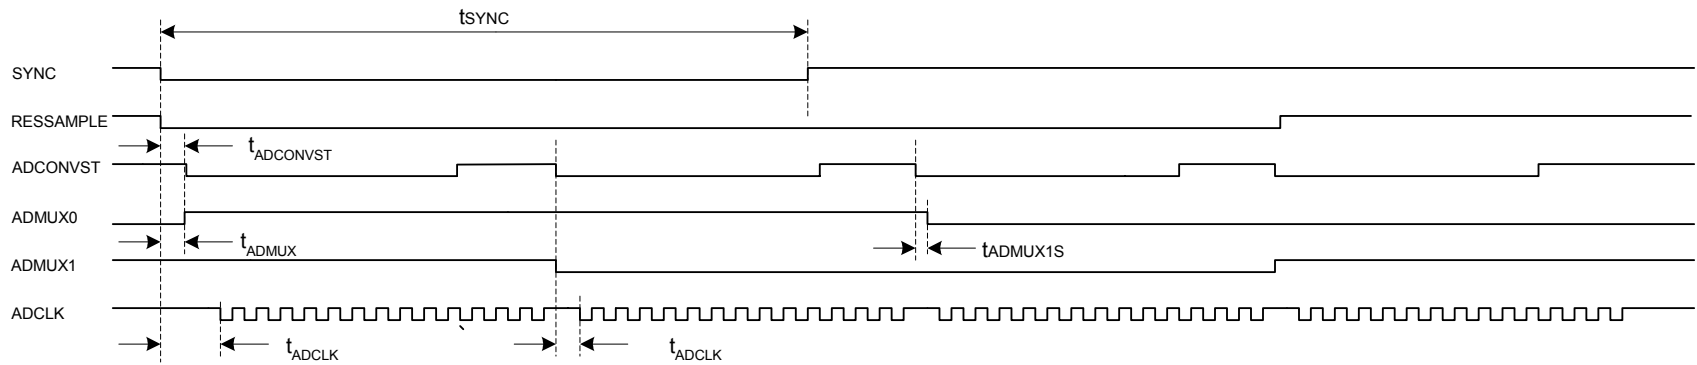 tSYNC
SYNC
RESSAMPLE
tADCONVST
ADCONVST
ADMUX0
tADMUX
tADMUX1S
ADMUX1
ADCLK
tADCLK
tADCLK